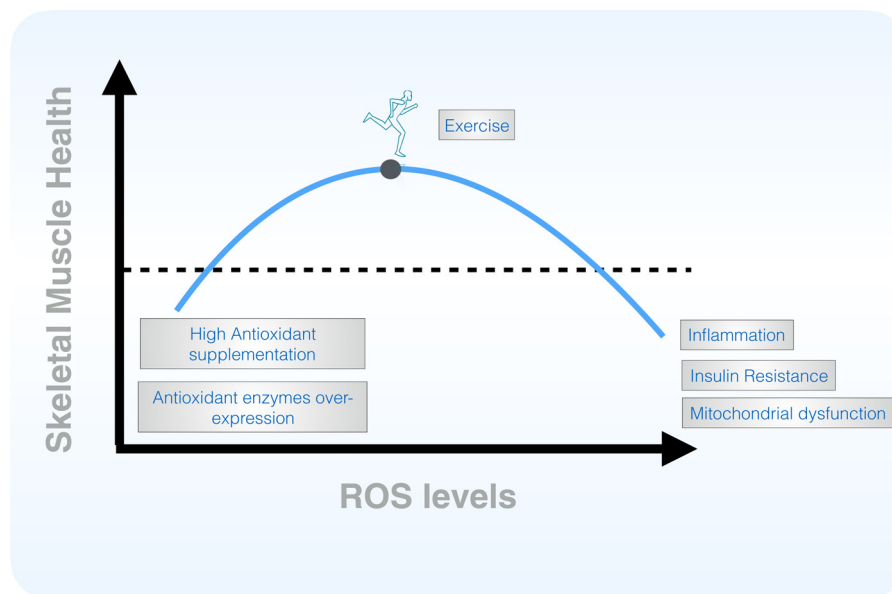 Skeletal Muscle Health
Exercise
High Antioxidant
supplementation
Antioxidant enzymes over-
expression
Inflammation
Insulin Resistance
Mitochondrial dysfunction
ROS levels